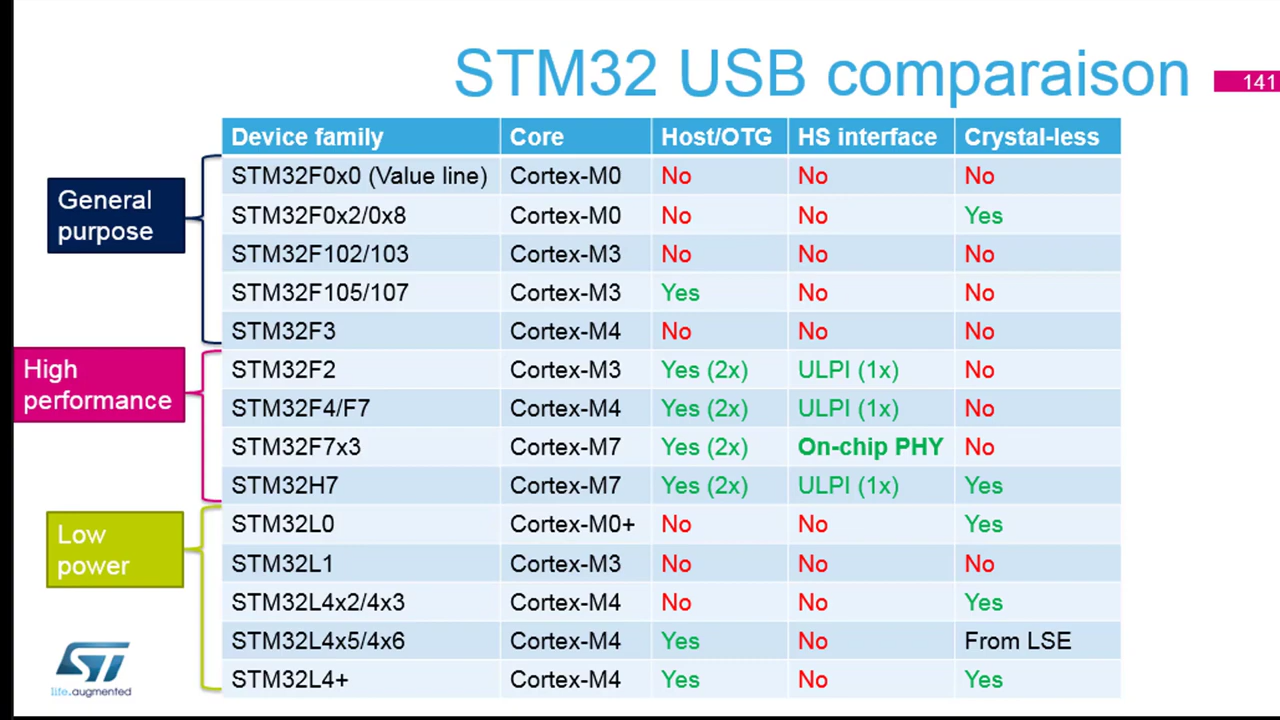 STM32 USB comparaison
141
Device family Core Host/OTG HS interface Crystal-less
General
purpose
STM32F0x0 (Value line) Cortex-M0 No No No
STM32F0x2/0x8 Cortex-M0 No No Yes
STM32F102/103 Cortex-M3 No No No
STM32F105/107 Cortex-M3 Yes No No
STM32F3 Cortex-M4 No No No
High
performance
STM32F2 Cortex-M3 Yes (2x) ULPI (1x) No
STM32F4/F7 Cortex-M4 Yes (2x) ULPI (1x) No
STM32F7x3 Cortex-M7 Yes (2x) On-chip PHY No
STM32H7 Cortex-M7 Yes (2x) ULPI (1x) Yes
Low
power
STM32L0 Cortex-M0+ No No Yes
STM32L1 Cortex-M3 No No No
STM32L4x2/4x3 Cortex-M4 No No Yes
STM32L4x5/4x6 Cortex-M4 Yes No From LSE
STM32L4+ Cortex-M4 Yes No Yes
ST
life.augmented